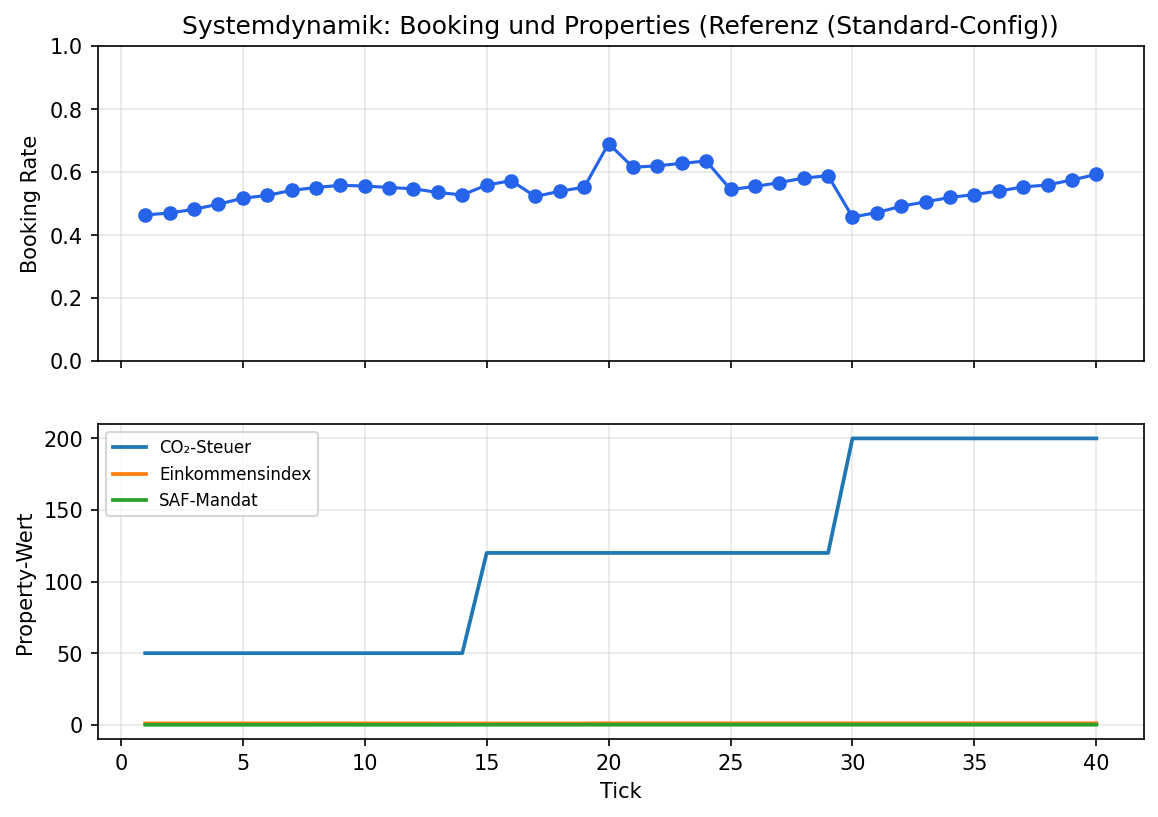 Systemdynamik: Booking und Properties (Referenz (Standard-Config))
1.0
0.8
0.6
0.4
0.2
0.0
Booking Rate
200
150
100
50
0
Property-Wert
CO₂-Steuer
Einkommensindex
SAF-Mandat
0 5 10 15 20 25 30 35 40
Tick